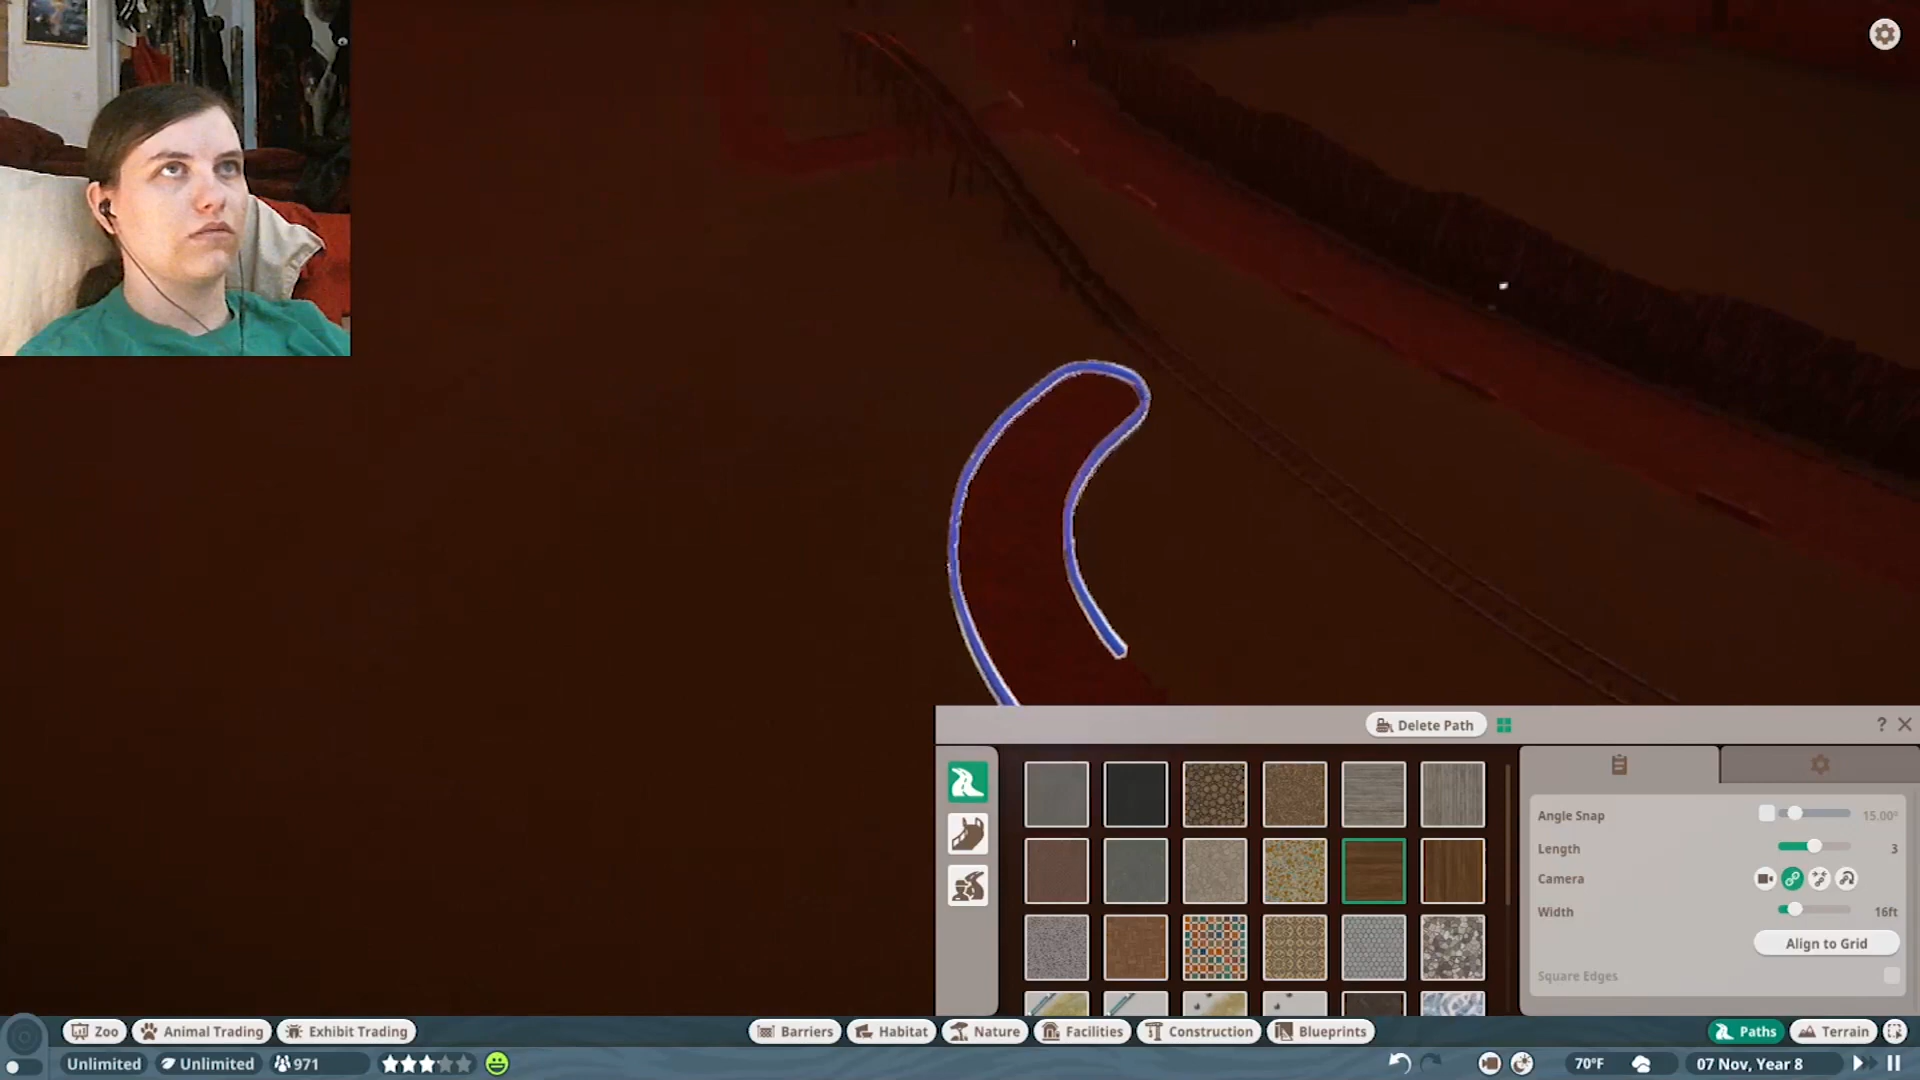 Delete Path
?
Angle Snap 15.00°
Length 3
Camera
Width 16ft
Align to Grid
Square Edges
Zoo Animal Trading Exhibit Trading Barriers Habitat Nature Facilities Construction Blueprints Paths Terrain
Unlimited Unlimited 971 70°F 07 Nov, Year 8